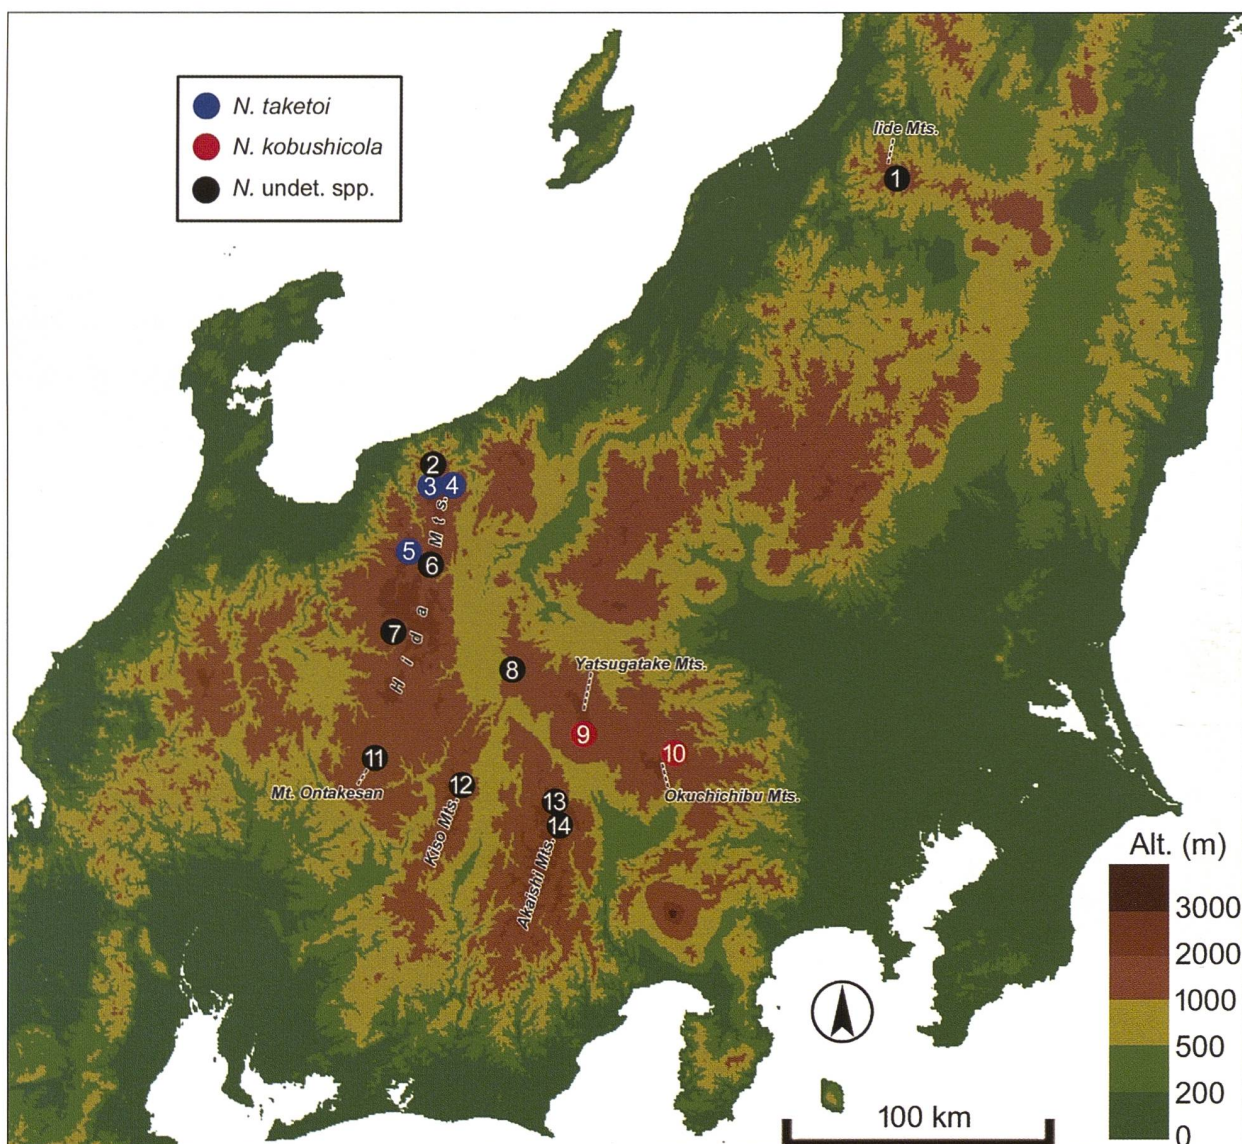 N. taketoi
N. kobushicola
N. undet. spp.
Iide Mts.
1
2
3
4
5
6
7
Hida Mts.
8
Yatsugatake Mts.
9
10
Okuchichibu Mts.
11
Mt. Ontakesan
12
Kiso Mts.
13
14
Akaishi Mts.
Alt. (m)
3000
2000
1000
500
200
0
100 km